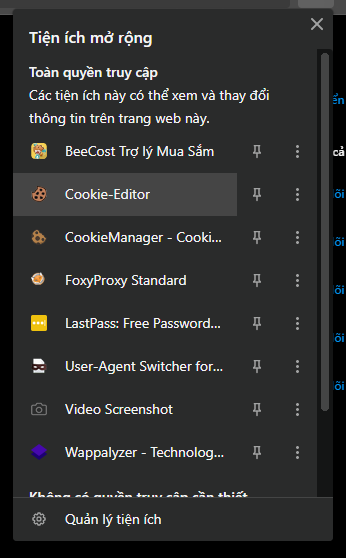 Tiện ích mở rộng
Toàn quyền truy cập
Các tiện ích này có thể xem và thay đổi
thông tin trên trang web này.
BeeCost Trợ lý Mua Sắm
Cookie-Editor
CookieManager - Cooki...
FoxyProxy Standard
LastPass: Free Password...
User-Agent Switcher for...
Video Screenshot
Wappalyzer - Technolog...
Không có quyền truy cập cần thiết
Quản lý tiện ích